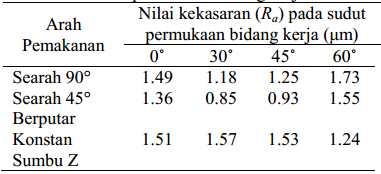 Arah Pemakanan
Nilai kekasaran (Rₐ) pada sudut permukaan bidang kerja (μm)
0˚ 30˚ 45˚ 60˚
Searah 90° 1.49 1.18 1.25 1.73
Searah 45° 1.36 0.85 0.93 1.55
Berputar
Konstan 1.51 1.57 1.53 1.24
Sumbu Z